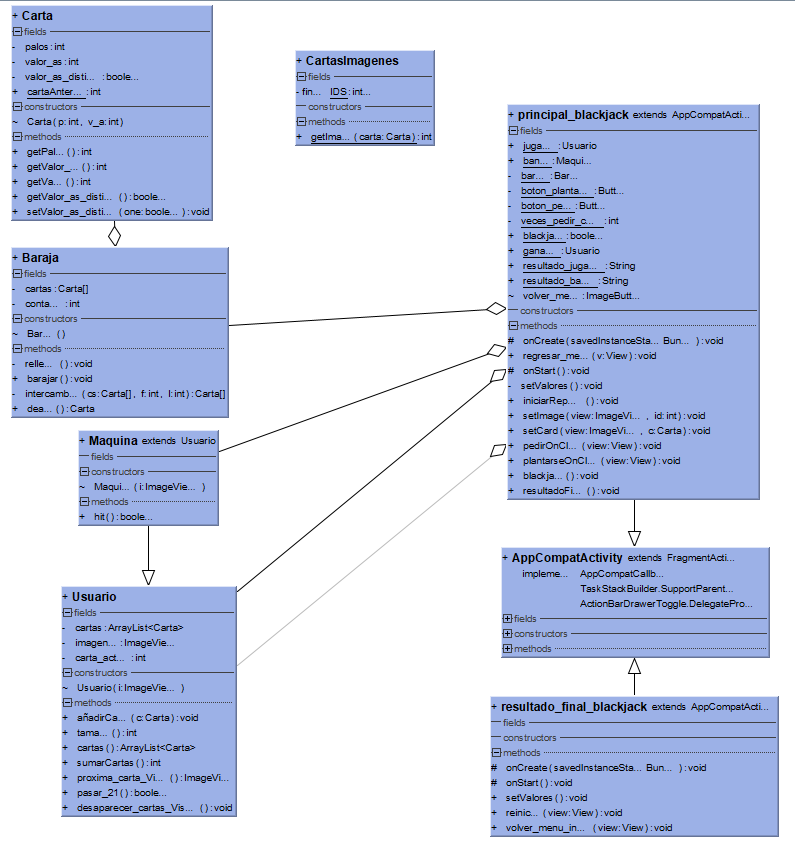 + Carta
fields
- palos : int
- valor_as : int
- valor_as_disti... : boole...
+ cartaAnter... : int
constructors
~ Carta ( p: int, v_a: int )
methods
+ getPal... ( ) : int
+ getValor_... ( ) : int
+ getVa... ( ) : int
+ getValor_as_disti... ( ) : boole...
+ setValor_as_disti... ( one: boole... ) : void
+ CartasImagenes
fields
- fin... IDS : int...
constructors
methods
+ getIma... ( carta: Carta ) : int
+ Baraja
fields
- cartas : Carta[]
- conta... : int
constructors
~ Bar... ( )
methods
- relle... ( ) : void
+ barajar ( ) : void
- intercamb... ( cs: Carta[], f: int, l: int ) : Carta[]
+ dea... ( ) : Carta
+ principal_blackjack extends AppCompatActi...
fields
+ juga... : Usuario
+ ban... : Maqui...
- bar... : Bar...
- boton_planta... : Butt...
- boton_pe... : Butt...
- veces_pedir_c... : int
+ blackja... : boole...
+ gana... : Usuario
+ resultado_juga... : String
+ resultado_ba... : String
~ volver_me... : ImageButt...
constructors
methods
# onCreate ( savedInstanceSta... Bun... ) : void
+ regresar_me... ( v: View ) : void
# onStart ( ) : void
- setValores ( ) : void
+ iniciarRep... ( ) : void
+ setImage ( view: ImageVi... , id: int ) : void
+ setCard ( view: ImageVi... , c: Carta ) : void
+ pedirOnCl... ( view: View ) : void
+ plantarseOnCl... ( view: View ) : void
+ blackja... ( ) : void
+ resultadoFi... ( ) : void
+ Maquina extends Usuario
fields
constructors
~ Maqui... ( i: ImageVie... )
methods
+ hit ( ) : boole...
+ Usuario
fields
- cartas : ArrayList<Carta>
- imagen... : ImageVie...
- carta_act... : int
constructors
~ Usuario ( i: ImageVie... )
methods
+ añadirCa... ( c: Carta ) : void
+ tama... ( ) : int
+ cartas ( ) : ArrayList<Carta>
+ sumarCartas ( ) : int
+ proxima_carta_Vi... ( ) : ImageVi...
+ pasar_21 ( ) : boole...
+ desaparecer_cartas_Vis... ( ) : void
+ AppCompatActivity extends FragmentActi...
impleme... AppCompatCallb...
TaskStackBuilder.SupportParent...
ActionBarDrawerToggle.DelegatePro...
fields
constructors
methods
+ resultado_final_blackjack extends AppCompatActi...
fields
constructors
methods
# onCreate ( savedInstanceSta... Bun... ) : void
# onStart ( ) : void
+ setValores ( ) : void
+ reinic... ( view: View ) : void
+ volver_menu_in... ( view: View ) : void